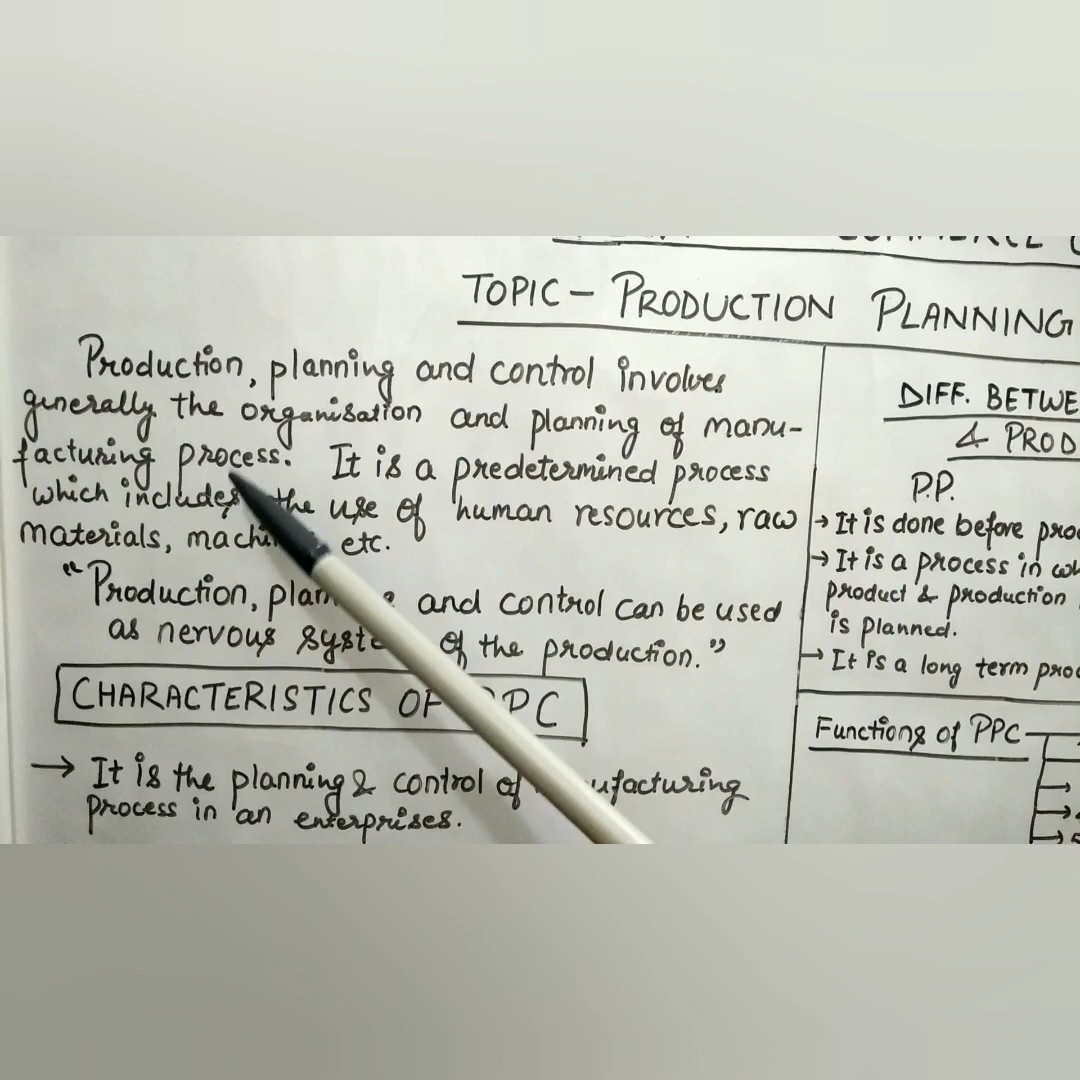 TOPIC - PRODUCTION PLANNING
Production, planning and control involves
generally the organisation and planning of manu-
facturing process. It is a predetermined process
which includes the use of human resources, raw
materials, etc.
"Production, and control can be used
as nervous of the production."
CHARACTERISTICS OF PPC
→ It is the planning & control of
process in an enterprises.
DIFF.
& PROD
P.P.
→ It is done before
→ It is a process in
product & production
is planned.
→ It is a long term
Functions of PPC